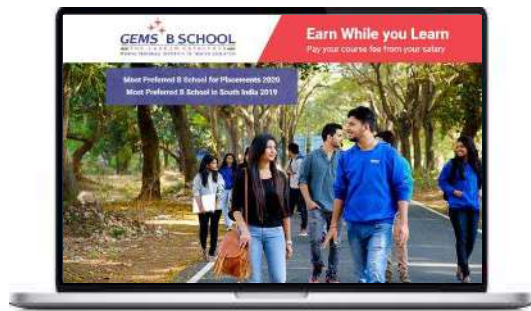 GEMS B SCHOOL
Earn While you Learn
Pay your course fee from your salary
Most Preferred B School for Placements 2020
Most Preferred B School in South India 2019